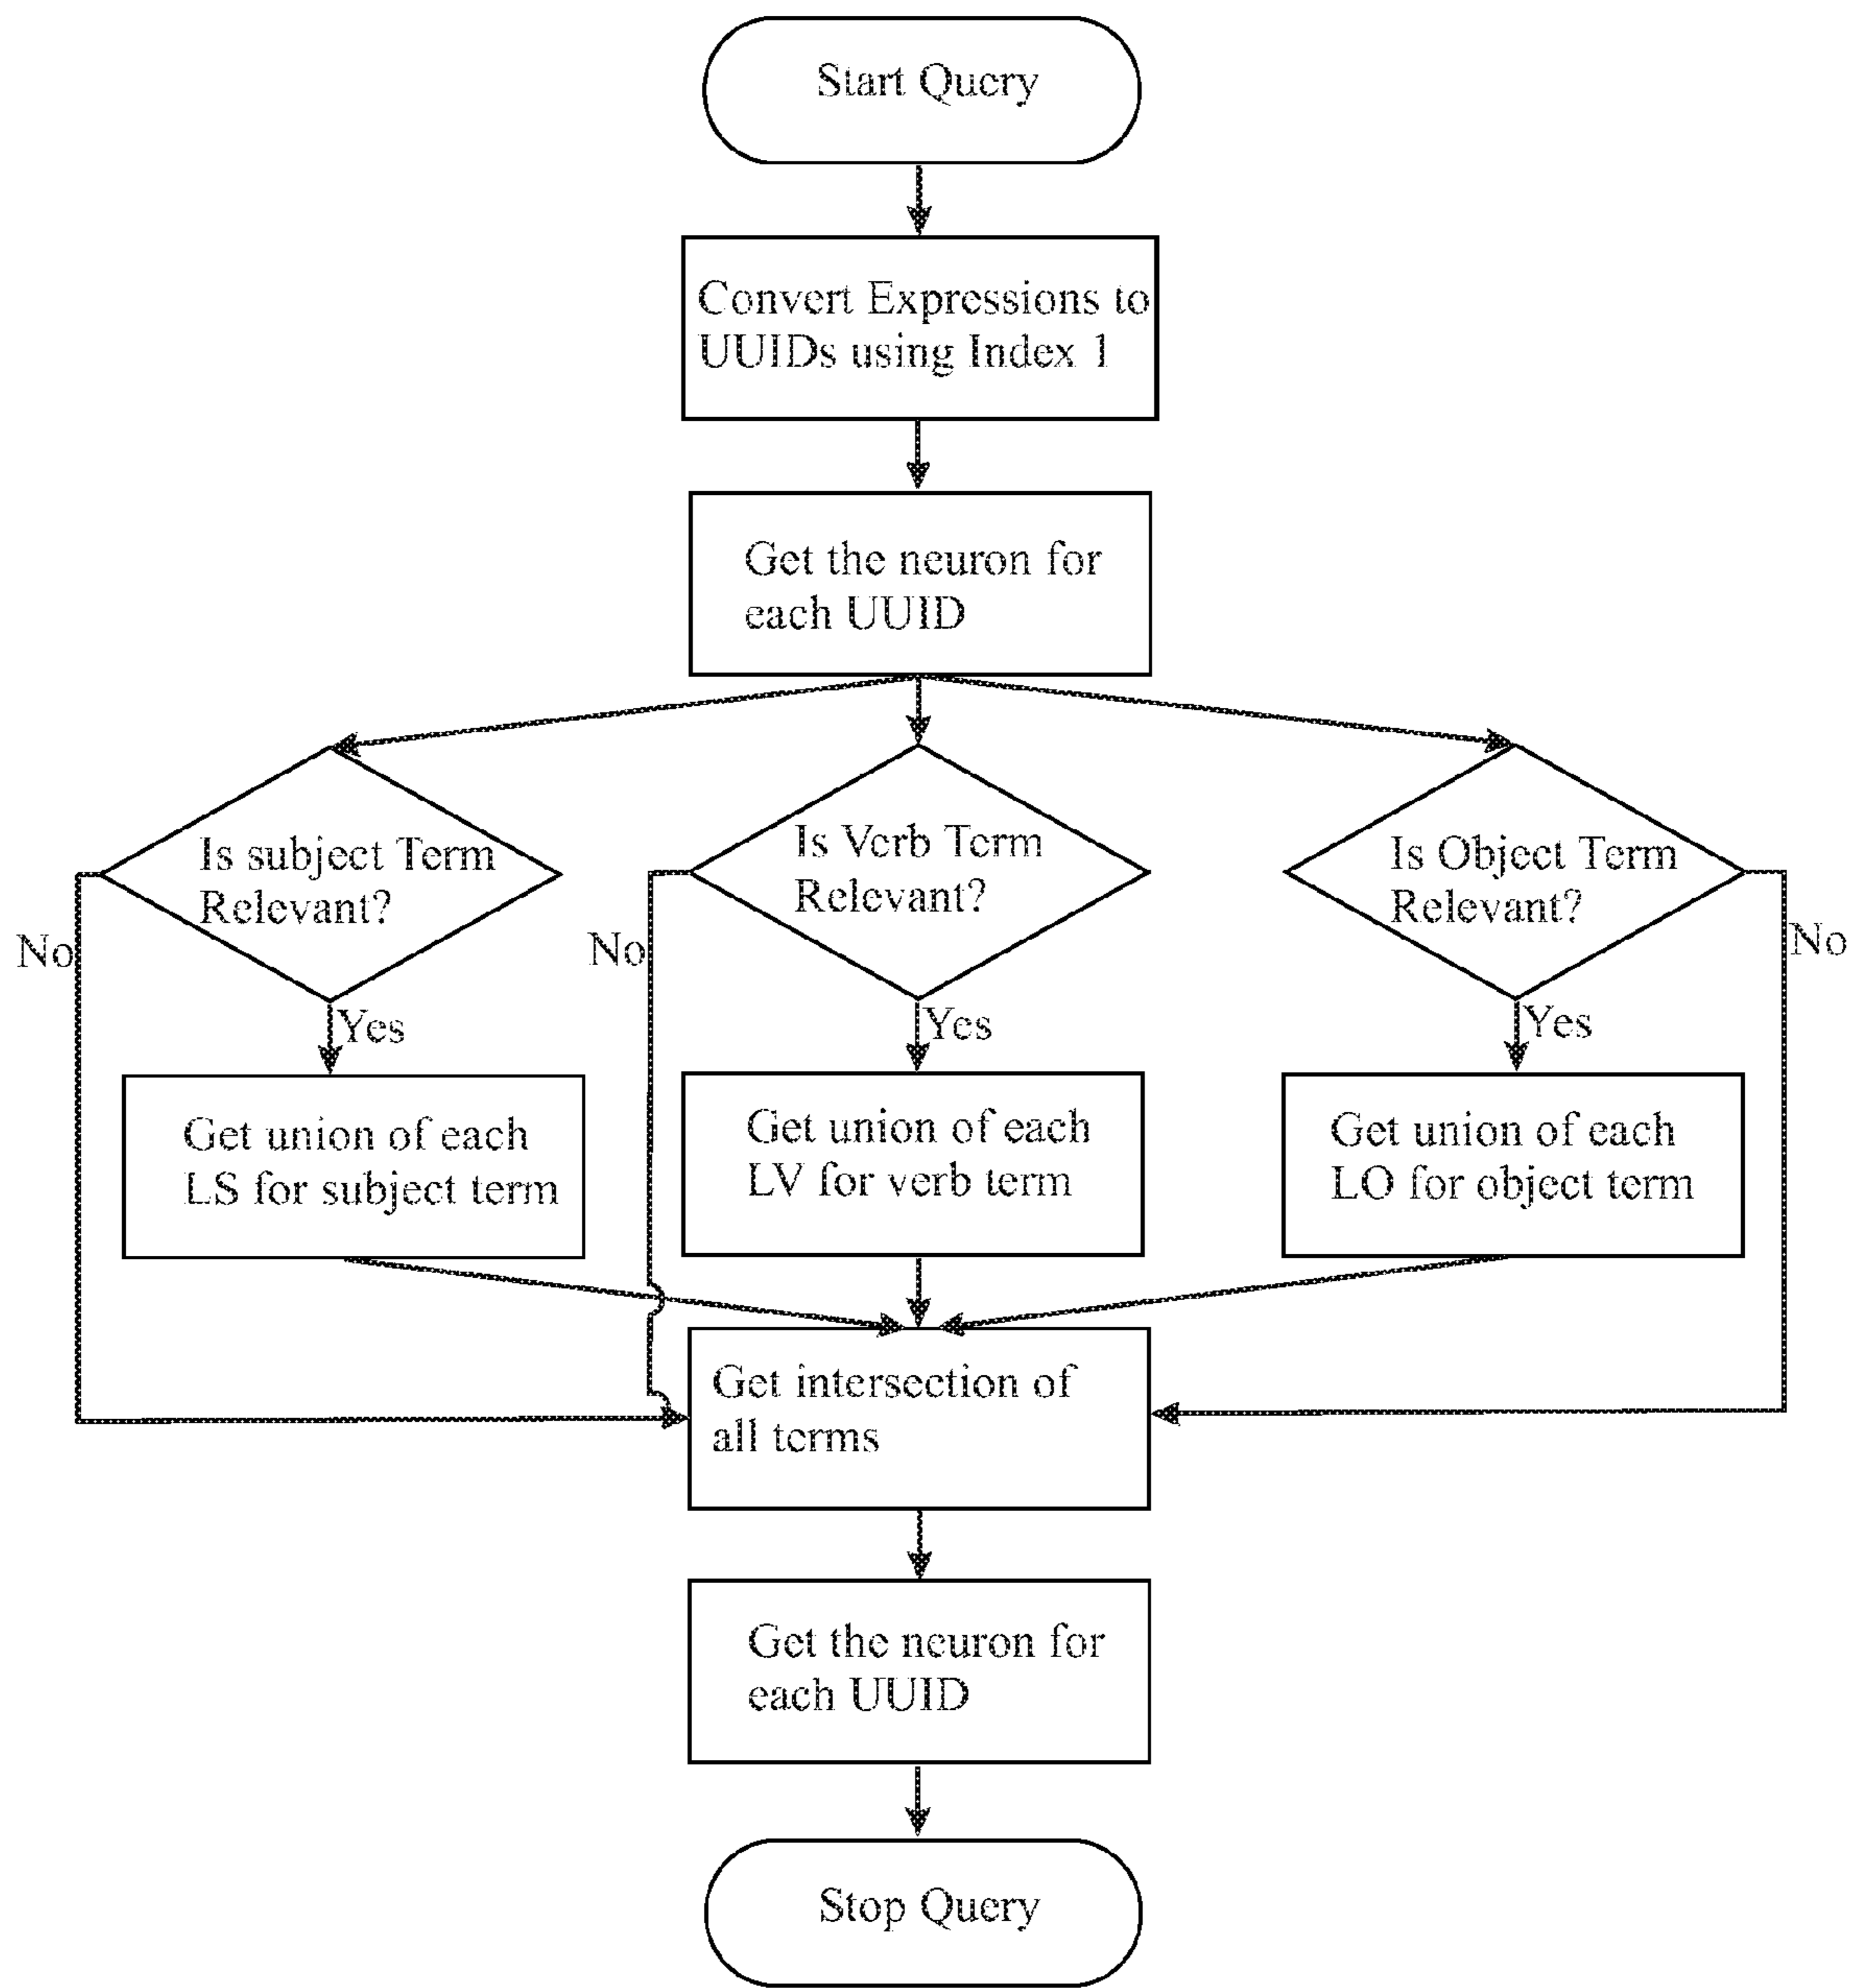 Start Query
Convert Expressions to
UUIDs using Index 1
Get the neuron for
each UUID
Is subject Term
Relevant?
Is Verb Term
Relevant?
Is Object Term
Relevant?
No
No
No
Yes
Yes
Yes
Get union of each
LS for subject term
Get union of each
LV for verb term
Get union of each
LO for object term
Get intersection of
all terms
Get the neuron for
each UUID
Stop Query